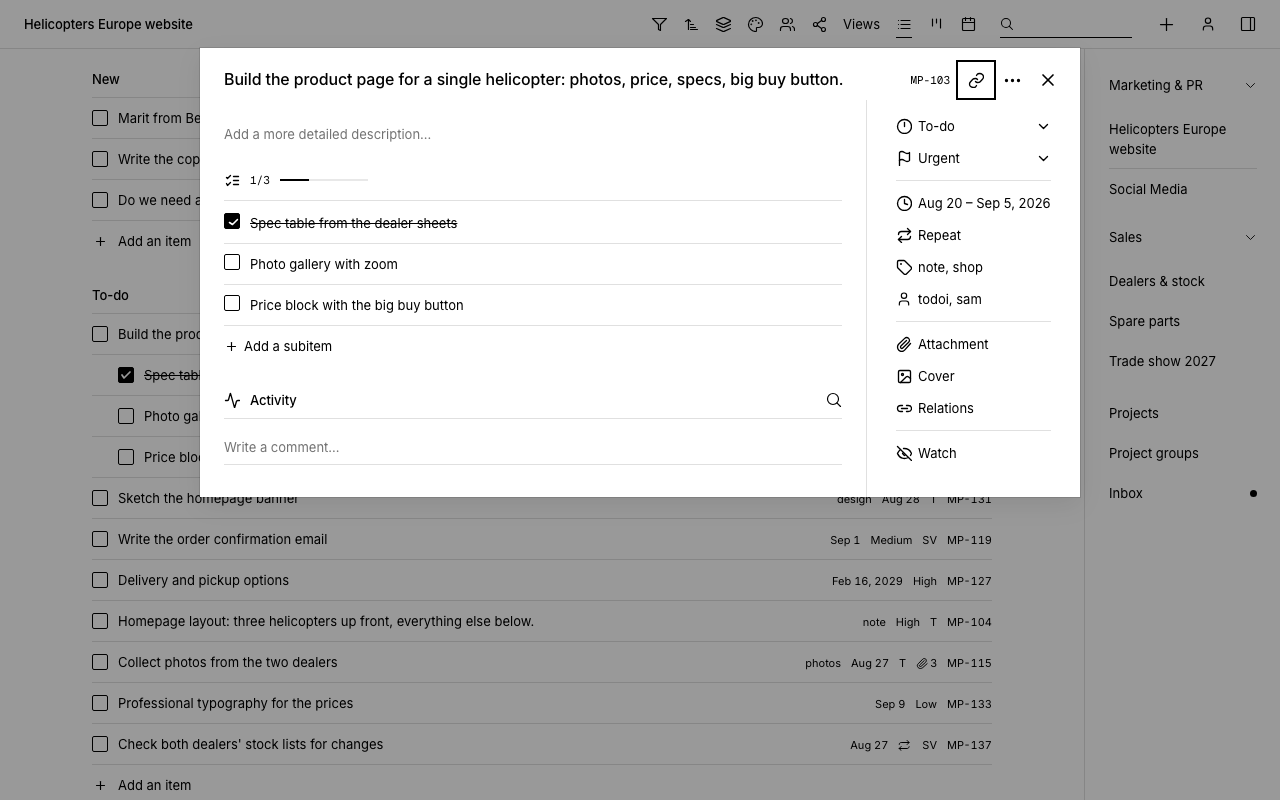 Helicopters Europe website
Views
New
Marit from Be
Write the cop
Do we need a
Add an item
To-do
Build the proc
Spec tabl
Photo gal
Price bloc
Sketch the homepage banner
design Aug 28 T MP-131
Write the order confirmation email
Sep 1 Medium SV MP-119
Delivery and pickup options
Feb 16, 2029 High MP-127
Homepage layout: three helicopters up front, everything else below.
note High T MP-104
Collect photos from the two dealers
photos Aug 27 T 3 MP-115
Professional typography for the prices
Sep 9 Low MP-133
Check both dealers' stock lists for changes
Aug 27 SV MP-137
Add an item
Build the product page for a single helicopter: photos, price, specs, big buy button.
MP-103
Add a more detailed description...
1/3
Spec table from the dealer sheets
Photo gallery with zoom
Price block with the big buy button
Add a subitem
Activity
Write a comment...
To-do
Urgent
Aug 20 – Sep 5, 2026
Repeat
note, shop
todoi, sam
Attachment
Cover
Relations
Watch
Marketing & PR
Helicopters Europe
website
Social Media
Sales
Dealers & stock
Spare parts
Trade show 2027
Projects
Project groups
Inbox